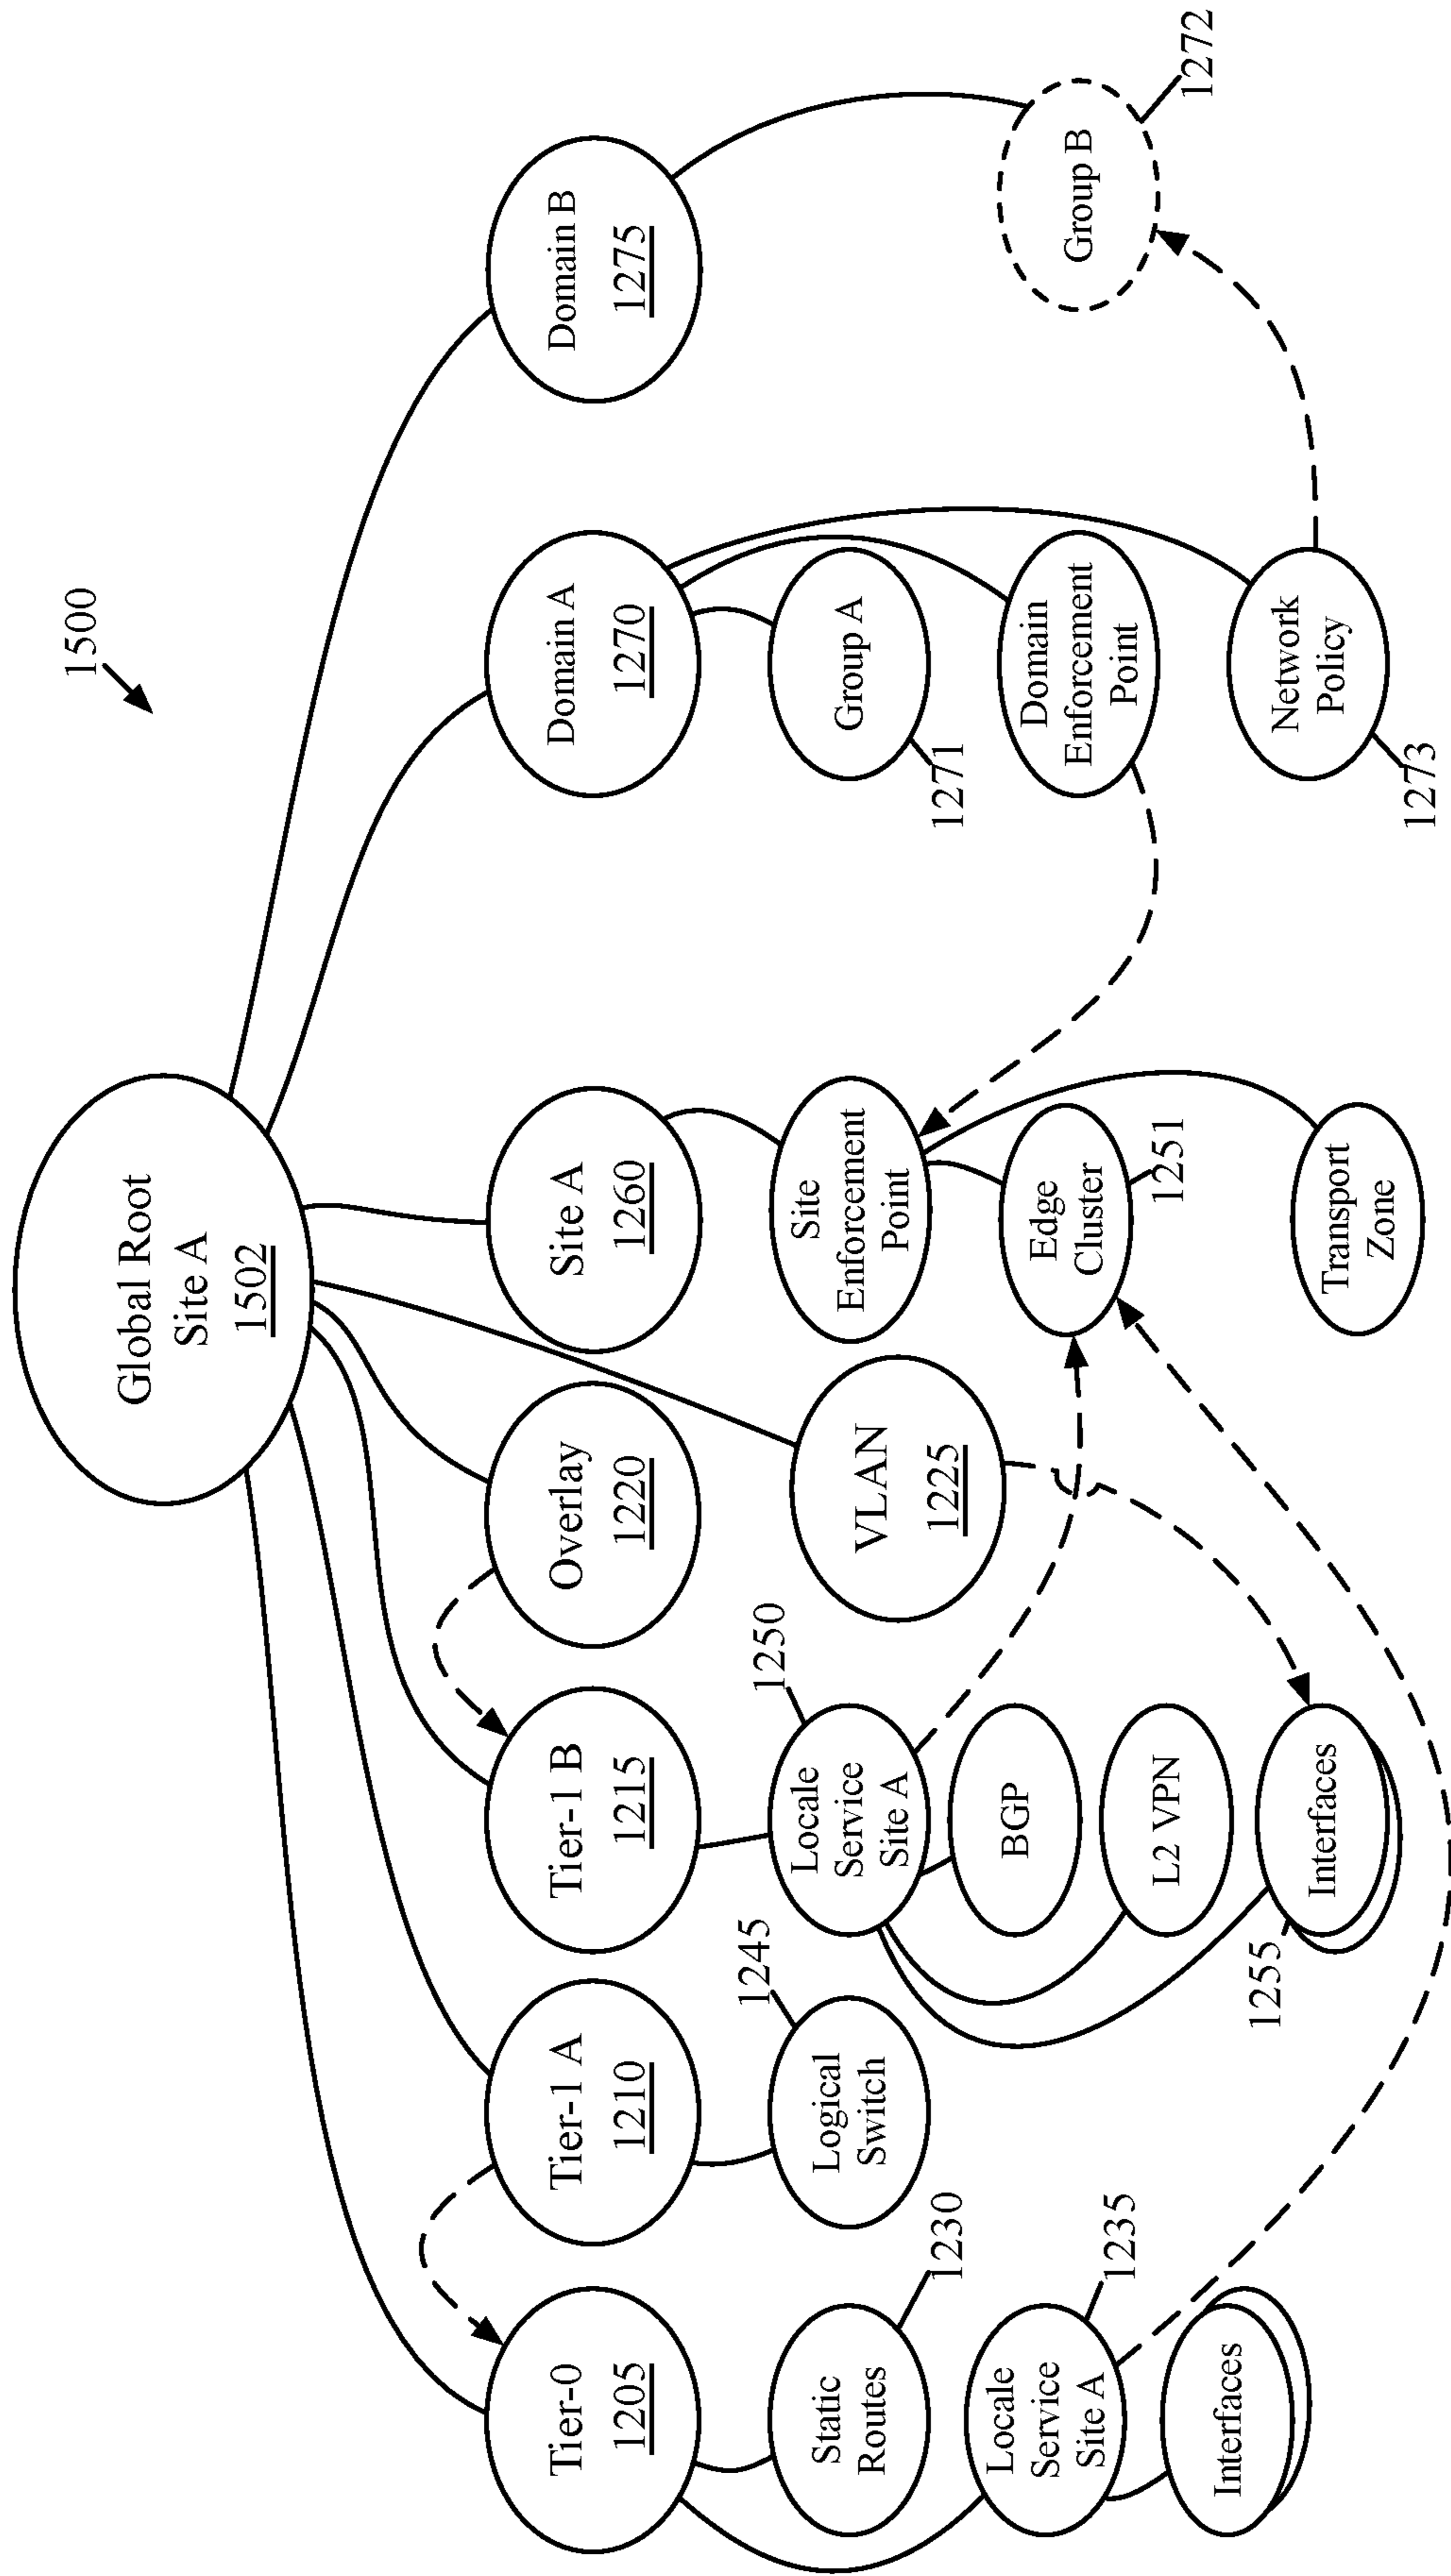 1500
Global Root
Site A
1502
Tier-0
1205
Tier-1 A
1210
Tier-1 B
1215
Overlay
1220
Site A
1260
Domain A
1270
Domain B
1275
Static
Routes
1230
Logical
Switch
1245
Locale
Service
Site A
1250
VLAN
1225
Site
Enforcement
Point
Group A
1271
Locale
Service
Site A
1235
BGP
Edge
Cluster
1251
Domain
Enforcement
Point
Group B
1272
Interfaces
L2 VPN
Interfaces
1255
Transport
Zone
Network
Policy
1273